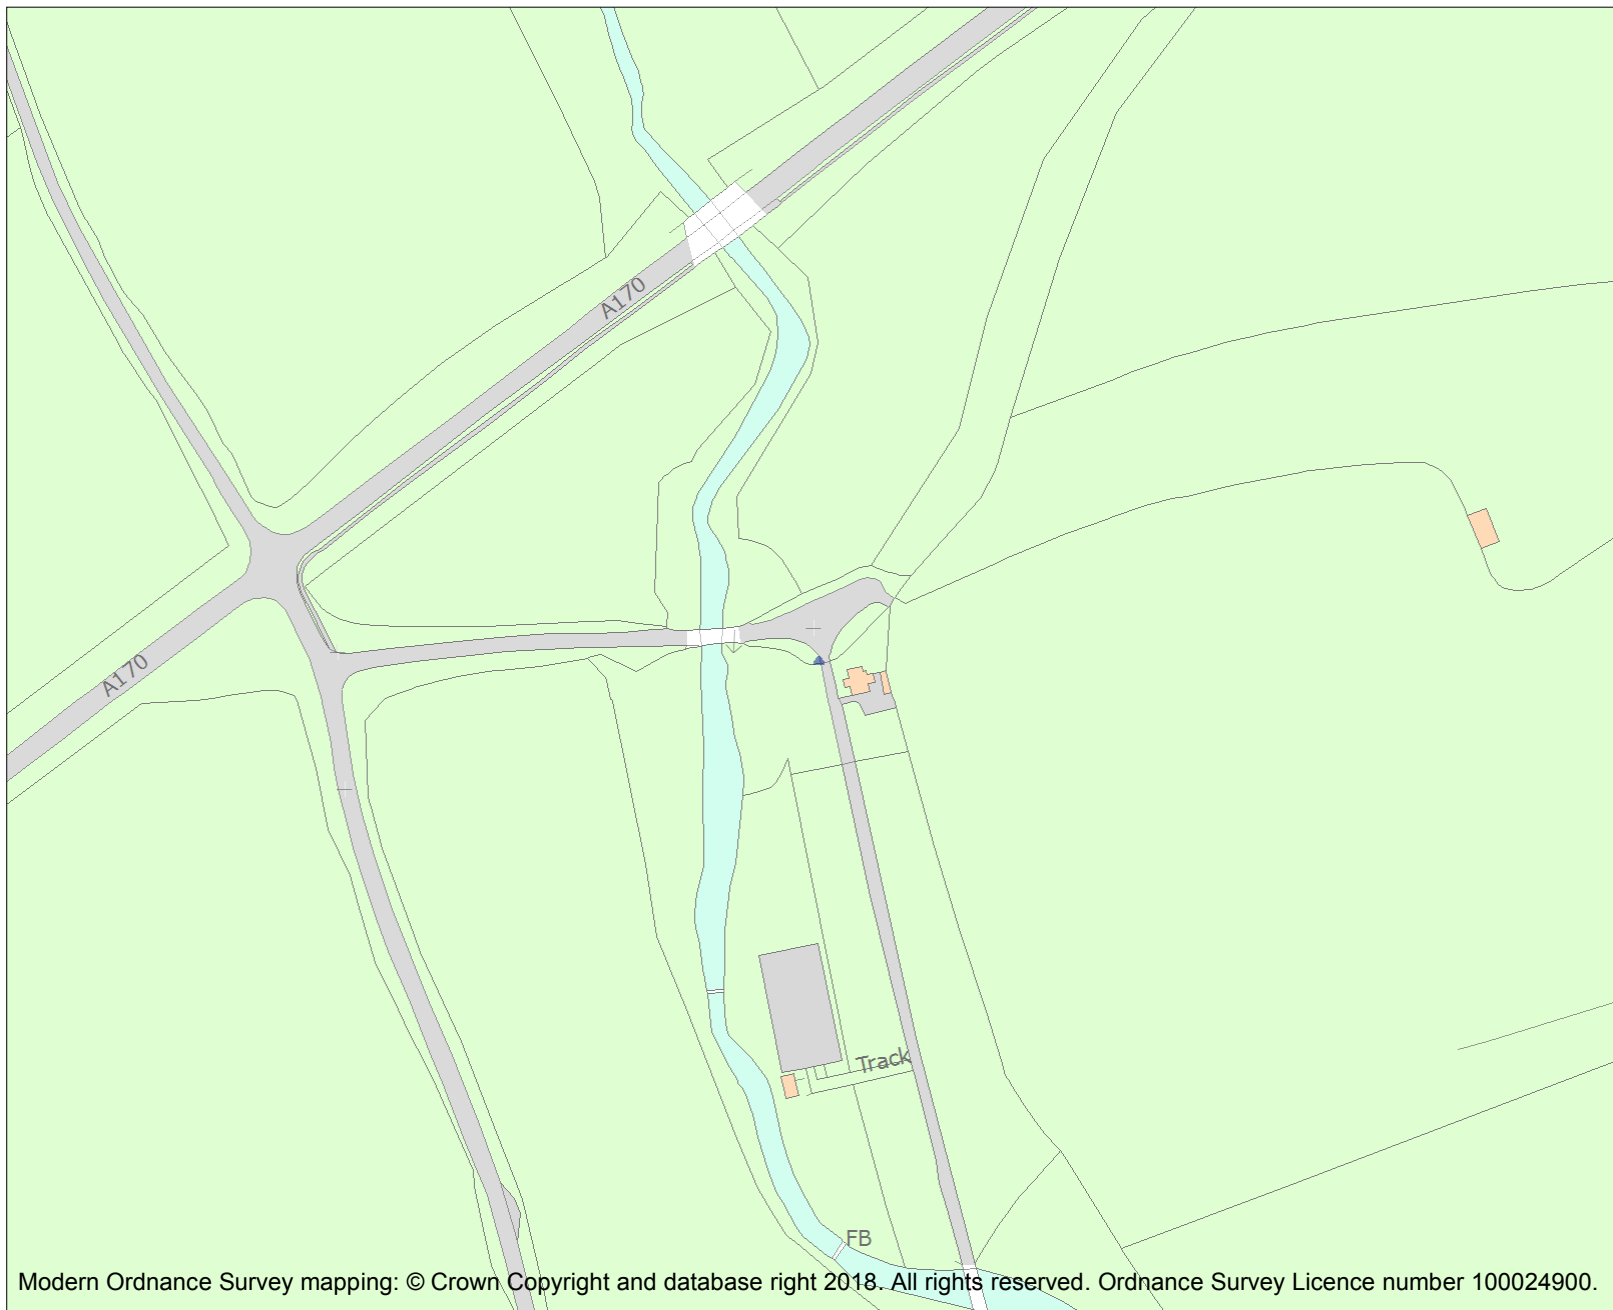 A170
A170
Track
FB
Modern Ordnance Survey mapping: © Crown Copyright and database right 2018. All rights reserved. Ordnance Survey Licence number 100024900.